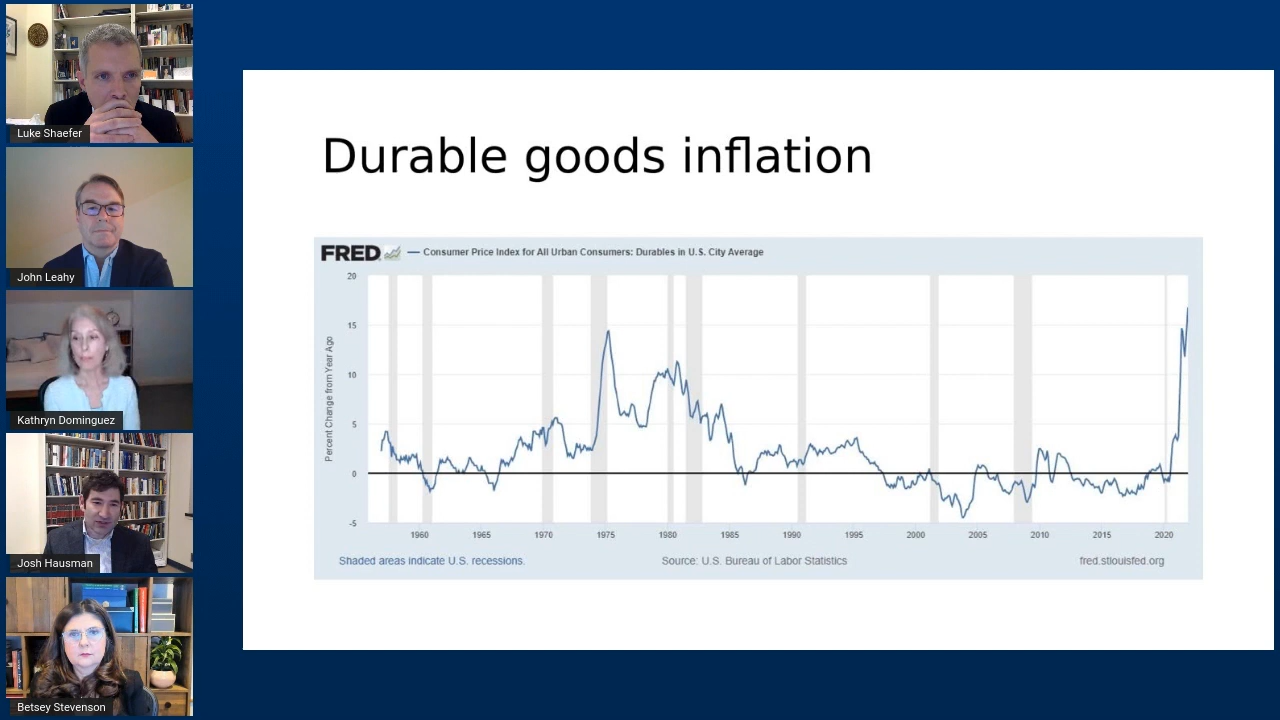 Luke Shaefer
John Leahy
Kathryn Dominguez
Josh Hausman
Betsey Stevenson
Durable goods inflation
FRED
Consumer Price Index for All Urban Consumers: Durables in U.S. City Average
Percent Change from Year Ago
20
15
10
5
0
-5
1960 1965 1970 1975 1980 1985 1990 1995 2000 2005 2010 2015 2020
Shaded areas indicate U.S. recessions. Source: U.S. Bureau of Labor Statistics fred.stlouisfed.org